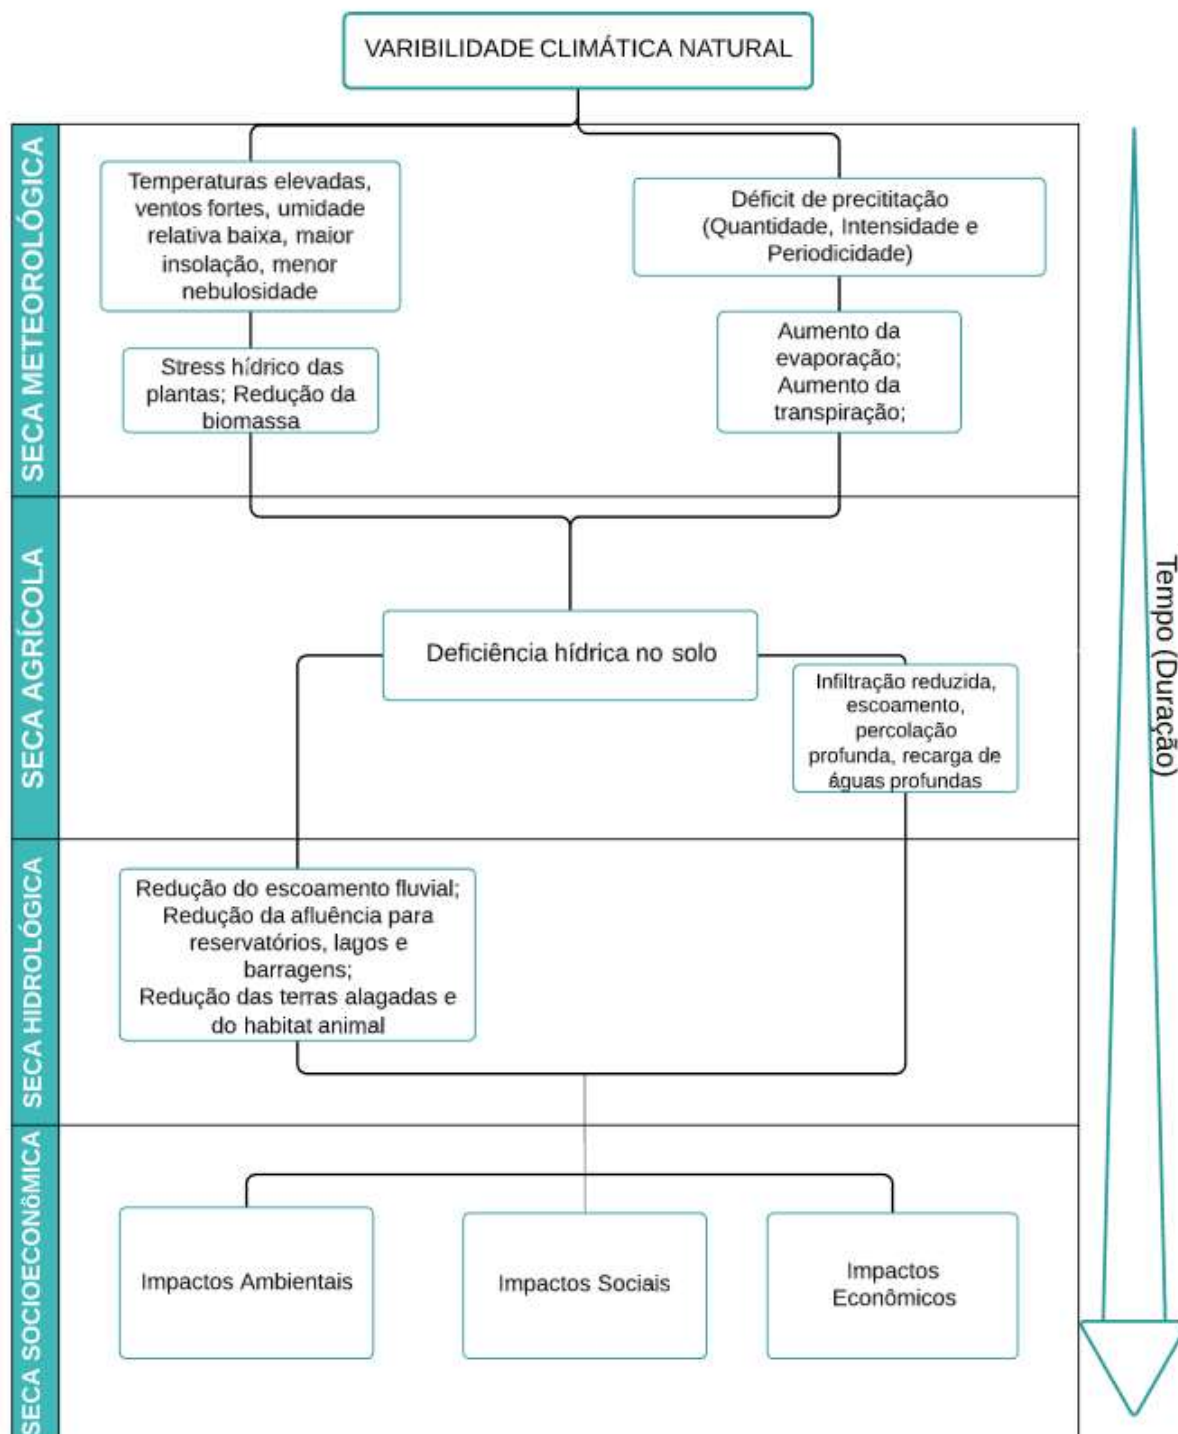 VARIBILIDADE CLIMÁTICA NATURAL
SECA METEOROLÓGICA
Temperaturas elevadas,
ventos fortes, umidade
relativa baixa, maior
insolação, menor
nebulosidade
Déficit de precititação
(Quantidade, Intensidade e
Periodicidade)
Stress hídrico das
plantas; Redução da
biomassa
Aumento da
evaporação;
Aumento da
transpiração;
SECA AGRÍCOLA
Deficiência hídrica no solo
Infiltração reduzida,
escoamento,
percolação
profunda, recarga de
águas profundas
SECA HIDROLÓGICA
Redução do escoamento fluvial;
Redução da afluência para
reservatórios, lagos e
barragens;
Redução das terras alagadas e
do habitat animal
SECA SOCIOECONôMICA
Impactos Ambientais
Impactos Sociais
Impactos
Econômicos
Tempo (Duração)